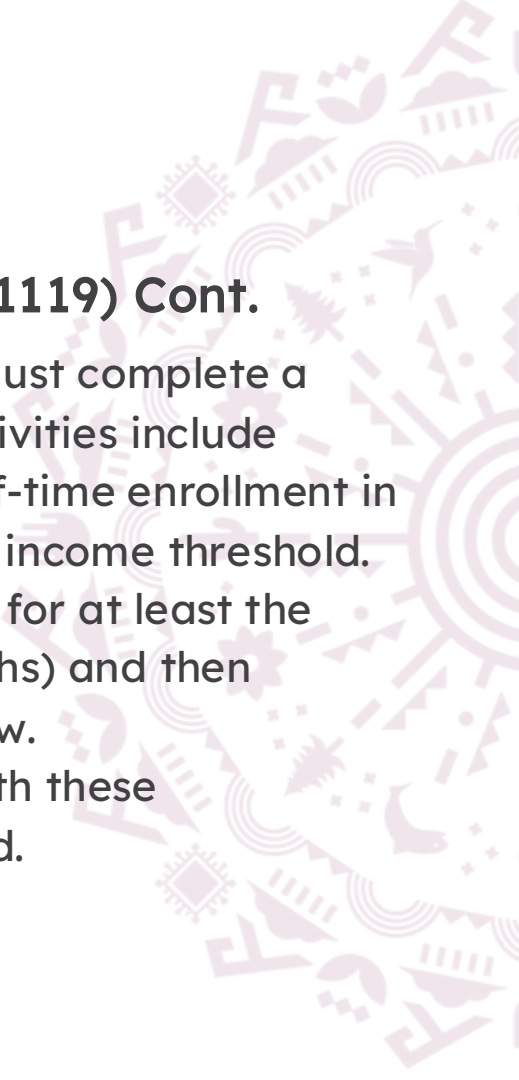 1119) Cont.
ust complete a
ivities include
f-time enrollment in
income threshold.
for at least the
hs) and then
w.
th these
d.